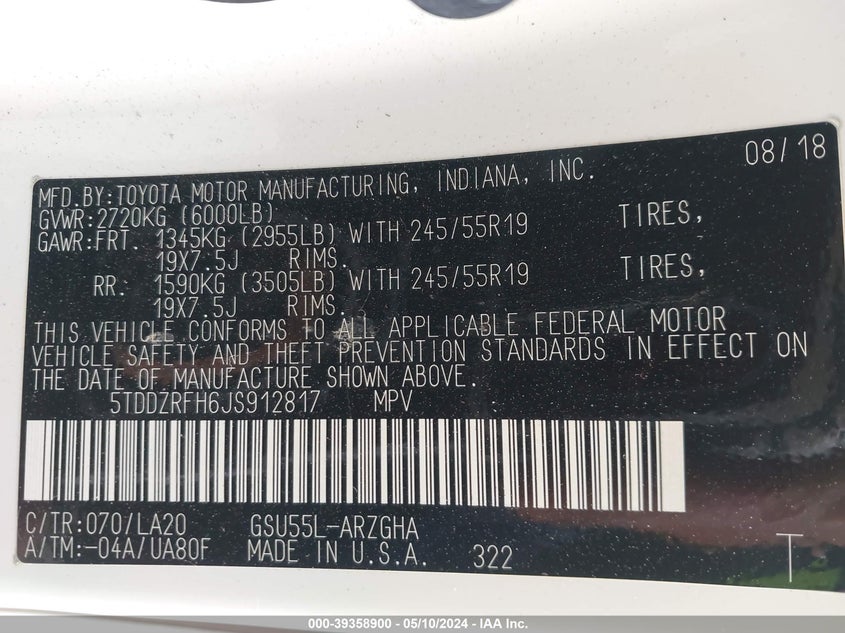 08/18
MFD.BY:TOYOTA MOTOR MANUFACTURING, INDIANA, INC.
GVWR:2720KG (6000LB)
GAWR:FRT. 1345KG (2955LB) WITH 245/55R19 TIRES,
19X7.5J RIMS.
RR. 1590KG (3505LB) WITH 245/55R19 TIRES,
19X7.5J RIMS.
THIS VEHICLE CONFORMS TO ALL APPLICABLE FEDERAL MOTOR
VEHICLE SAFETY AND THEFT PREVENTION STANDARDS IN EFFECT ON
THE DATE OF MANUFACTURE SHOWN ABOVE.
5TDDZRFH6JS912817 MPV
C/TR:070/LA20 GSU55L-ARZGHA
A/TM:-04A/UA80F MADE IN U.S.A. 322 T
000-39358900 - 05/10/2024 - IAA Inc.